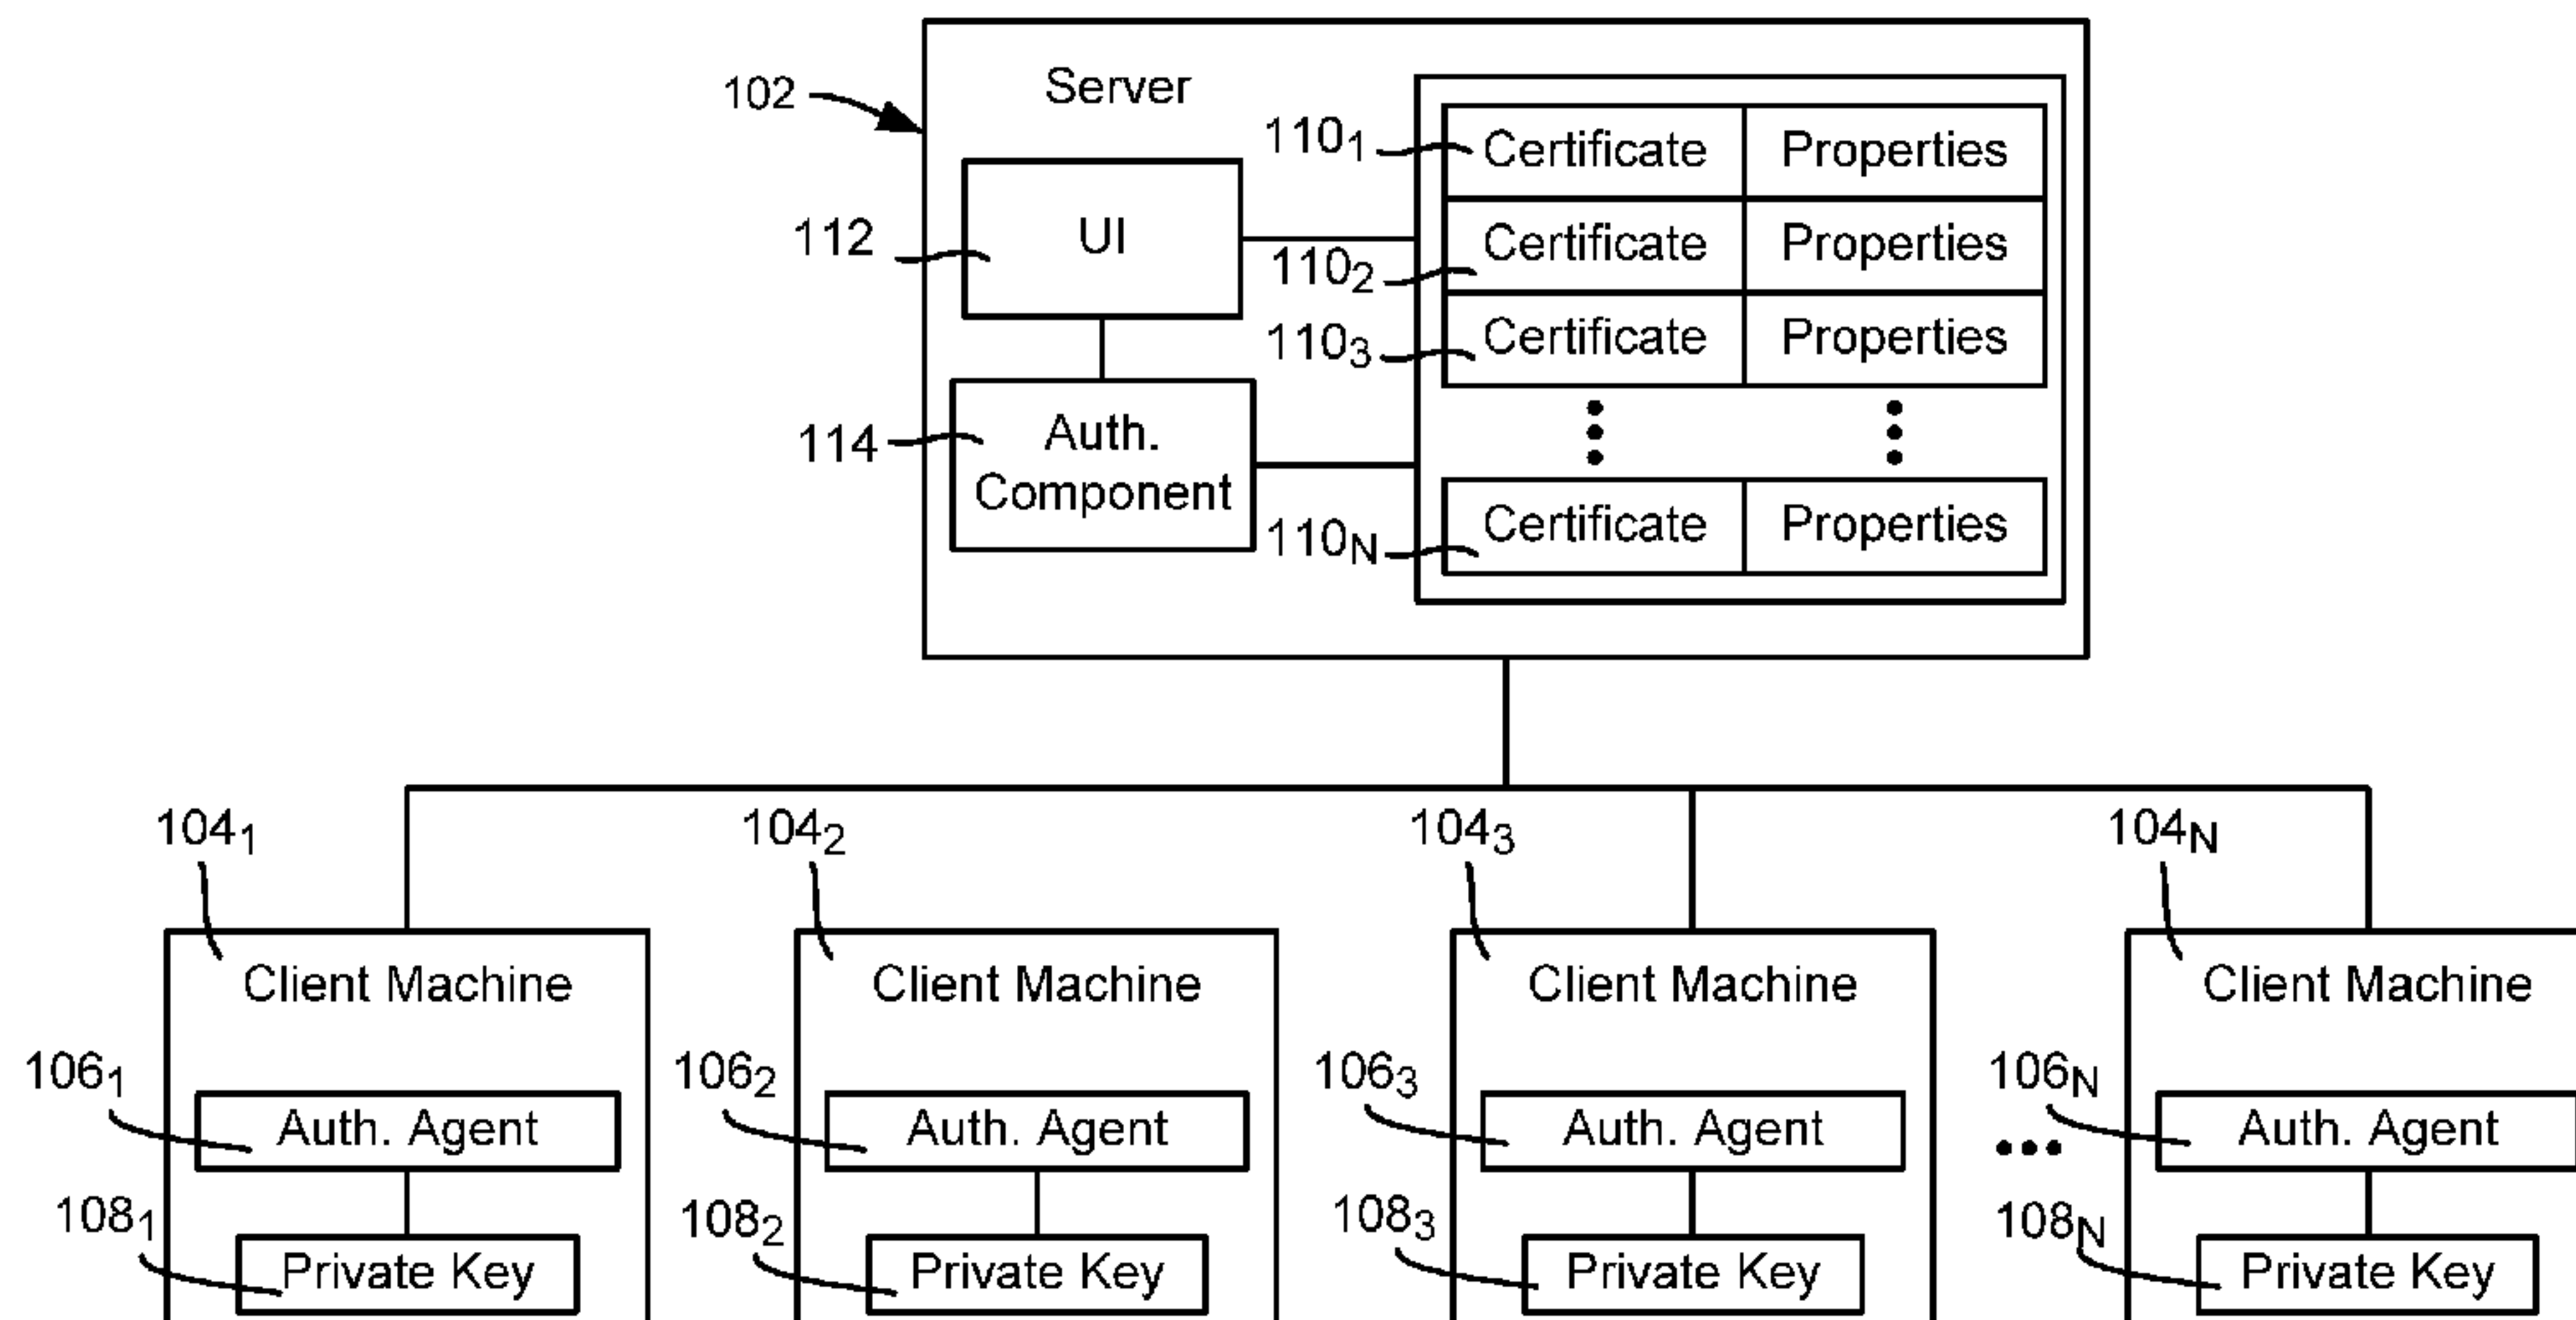 Server
102
110₁ Certificate Properties
112 UI
110₂ Certificate Properties
110₃ Certificate Properties
114 Auth.
Component
110N Certificate Properties
104₁ 104₂ 104₃ 104N
Client Machine Client Machine Client Machine Client Machine
106₁ 106₂ 106₃ 106N
Auth. Agent Auth. Agent Auth. Agent ••• Auth. Agent
108₁ 108₂ 108₃ 108N
Private Key Private Key Private Key Private Key